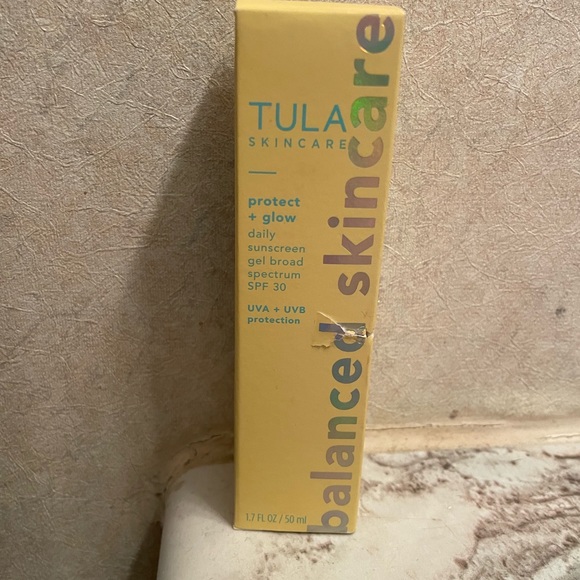 TULA
SKINCARE
protect
+ glow
daily
sunscreen
gel broad
spectrum
SPF 30
UVA + UVB
protection
1.7 FL OZ / 50 ml
balanced skincare